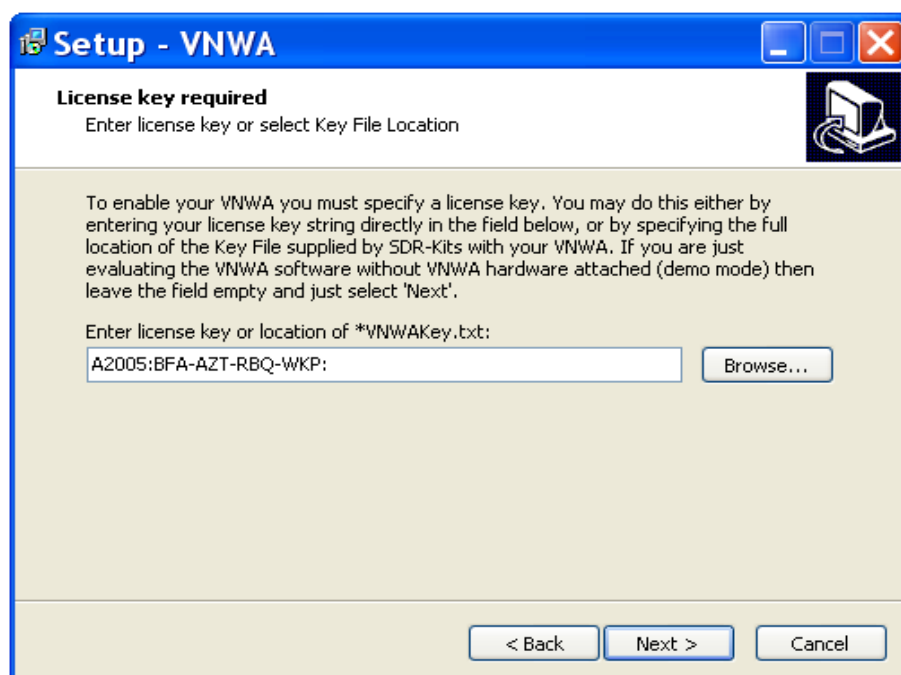 Setup - VNWA
License key required
Enter license key or select Key File Location
To enable your VNWA you must specify a license key. You may do this either by
entering your license key string directly in the field below, or by specifying the full
location of the Key File supplied by SDR-Kits with your VNWA. If you are just
evaluating the VNWA software without VNWA hardware attached (demo mode) then
leave the field empty and just select 'Next'.
Enter license key or location of *VNWAKey.txt:
A2005:BFA-AZT-RBQ-WKP:
Browse...
< Back
Next >
Cancel